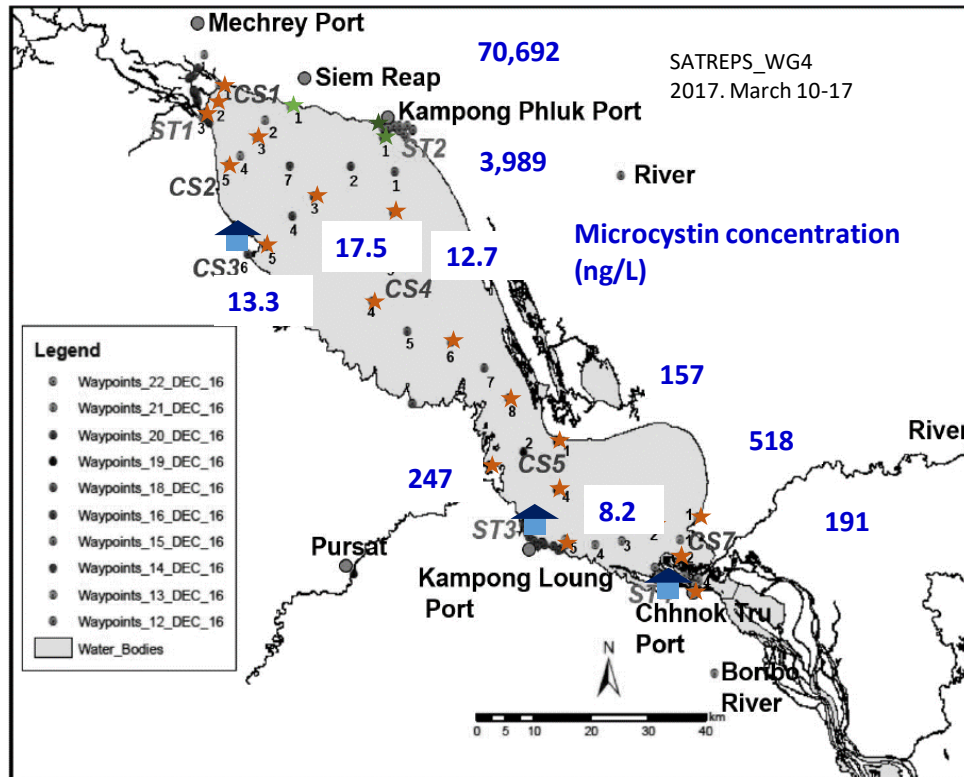 Mechrey Port
70,692
SATREPS_WG4
2017. March 10-17
Siem Reap
CS1
Kampong Phluk Port
ST1
ST2
3,989
River
CS2
Microcystin concentration
(ng/L)
17.5
12.7
CS3
13.3
CS4
Legend
Waypoints_22_DEC_16
Waypoints_21_DEC_16
Waypoints_20_DEC_16
Waypoints_19_DEC_16
Waypoints_18_DEC_16
Waypoints_16_DEC_16
Waypoints_15_DEC_16
Waypoints_14_DEC_16
Waypoints_13_DEC_16
Waypoints_12_DEC_16
Water_Bodies
157
518
River
CS5
247
8.2
191
ST3
CS7
Pursat
Kampong Loung
Port
Chhnok Tru
Port
N
Boribo
River
0 5 10 20 30 40 km